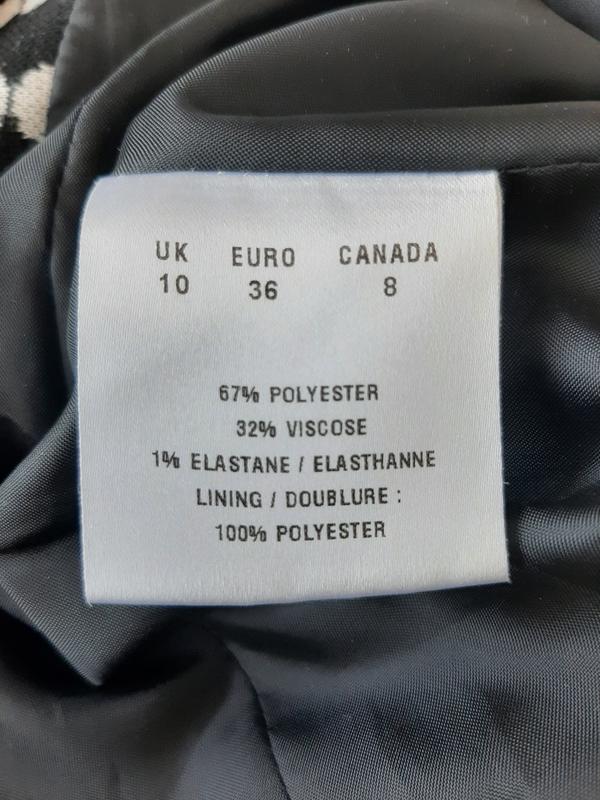 UK EURO CANADA
10 36 8
67% POLYESTER
32% VISCOSE
1% ELASTANE / ELASTHANNE
LINING / DOUBLURE :
100% POLYESTER